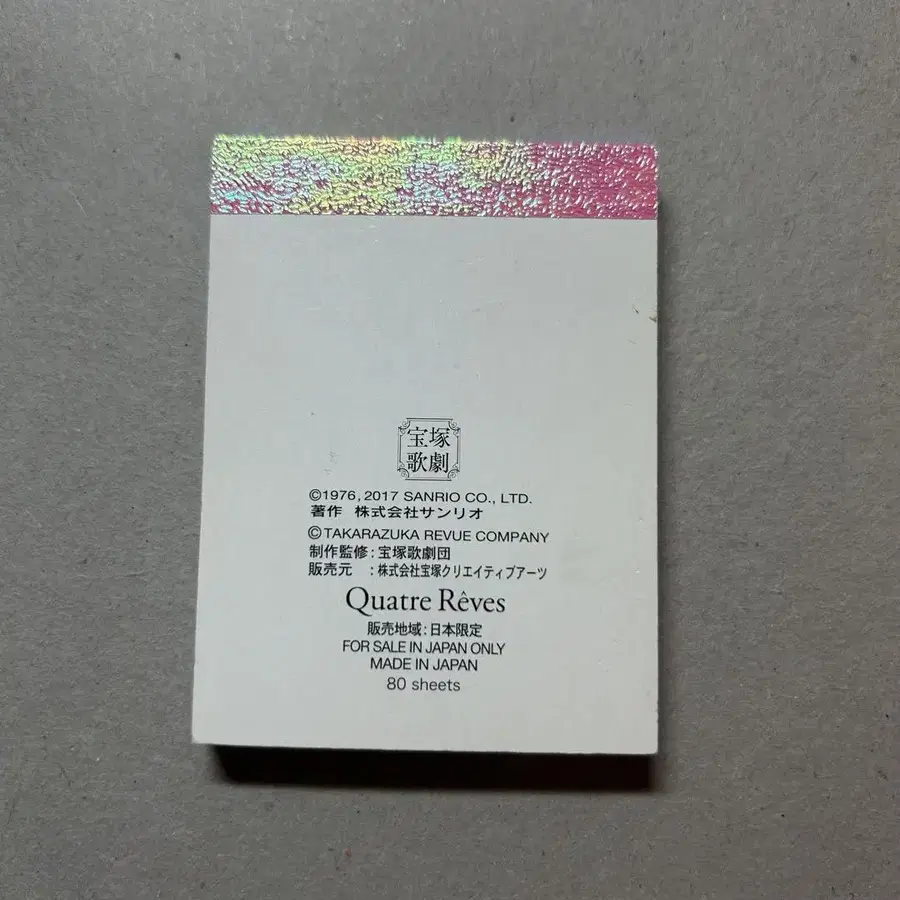 宝塚
歌劇
©1976, 2017 SANRIO CO., LTD.
著作 株式会社サンリオ
©TAKARAZUKA REVUE COMPANY
制作監修：宝塚歌劇団
販売元 ：株式会社宝塚クリエイティブアーツ
Quatre Rêves
販売地域：日本限定
FOR SALE IN JAPAN ONLY
MADE IN JAPAN
80 sheets